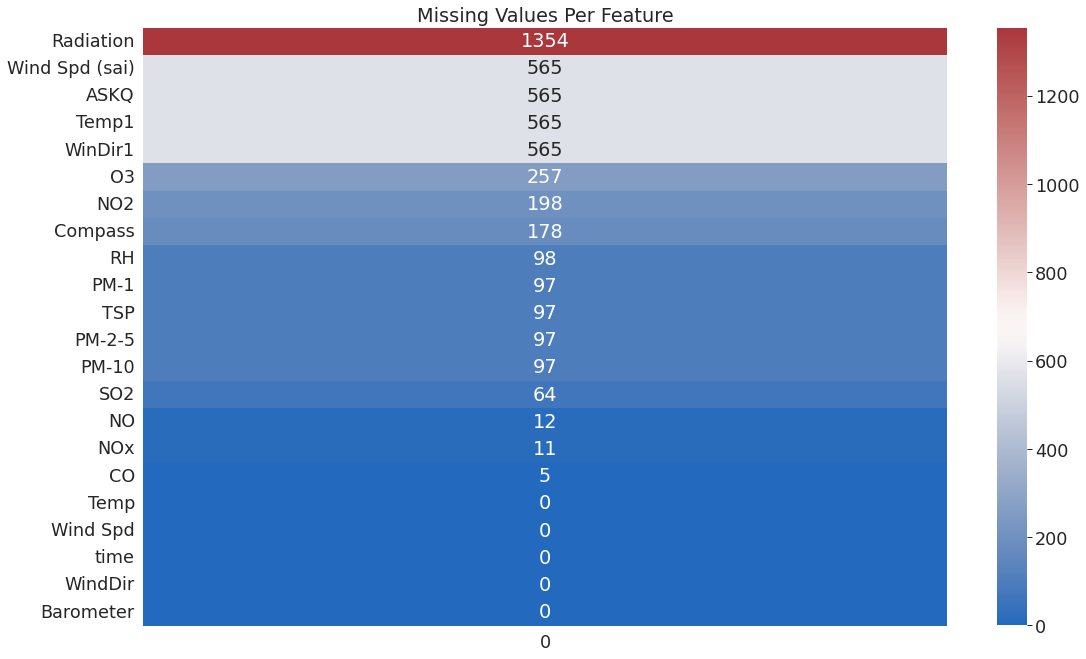 Missing Values Per Feature
Radiation 1354
Wind Spd (sai) 565
ASKQ 565
Temp1 565
WinDir1 565
O3 257
NO2 198
Compass 178
RH 98
PM-1 97
TSP 97
PM-2-5 97
PM-10 97
SO2 64
NO 12
NOx 11
CO 5
Temp 0
Wind Spd 0
time 0
WindDir 0
Barometer 0
0
1200
1000
800
600
400
200
0